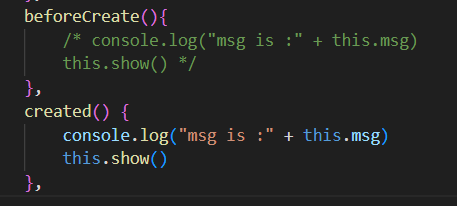 beforeCreate(){
/* console.log("msg is :" + this.msg)
this.show() */
},
created() {
console.log("msg is :" + this.msg)
this.show()
},